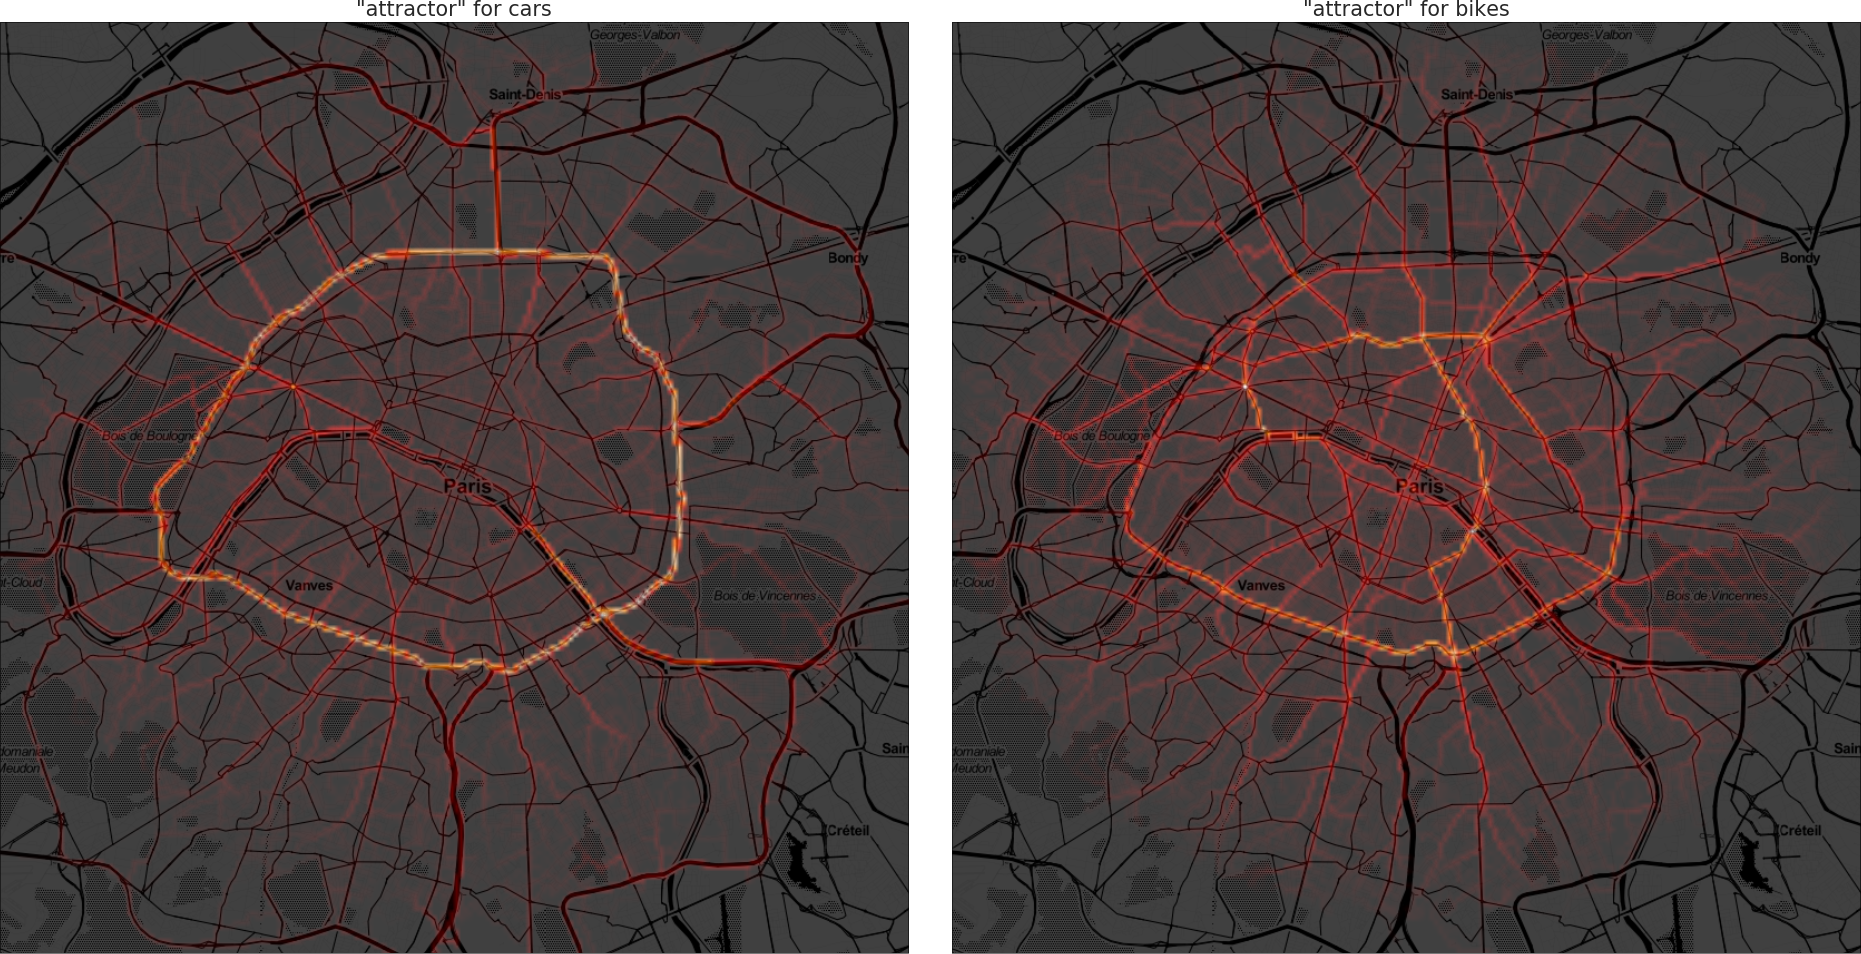 "attractor" for cars
Georges-Valbon
Saint-Denis
re
Bondy
Bois de Boulogne
Paris
t-Cloud
Vanves
Bois de Vincennes
domaniale
Meudon
Sain
Créteil
"attractor" for bikes
Georges-Valbon
Saint-Denis
re
Bondy
Bois de Boulogne
Paris
t-Cloud
Vanves
Bois de Vincennes
domaniale
Meudon
Sain
Créteil